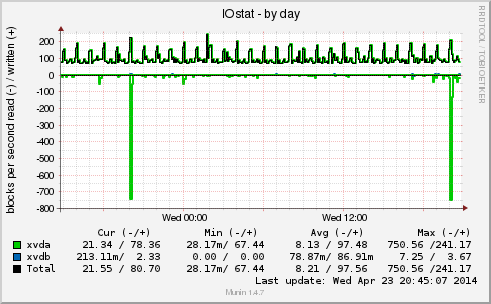 IOstat - by day
RRDTOOL / TOBI OETIKER
blocks per second read (-) / written (+)
200
100
0
-100
-200
-300
-400
-500
-600
-700
-800
Wed 00:00
Wed 12:00
Cur (-/+) Min (-/+) Avg (-/+) Max (-/+)
xvda 21.34 / 78.36 28.17m/ 67.44 8.13 / 97.48 750.56 /241.17
xvdb 213.11m/ 2.33 0.00 / 0.00 78.87m/ 86.91m 7.25 / 3.67
Total 21.55 / 80.70 28.17m/ 67.44 8.21 / 97.56 750.56 /241.17
Last update: Wed Apr 23 20:45:07 2014
Munin 1.4.7